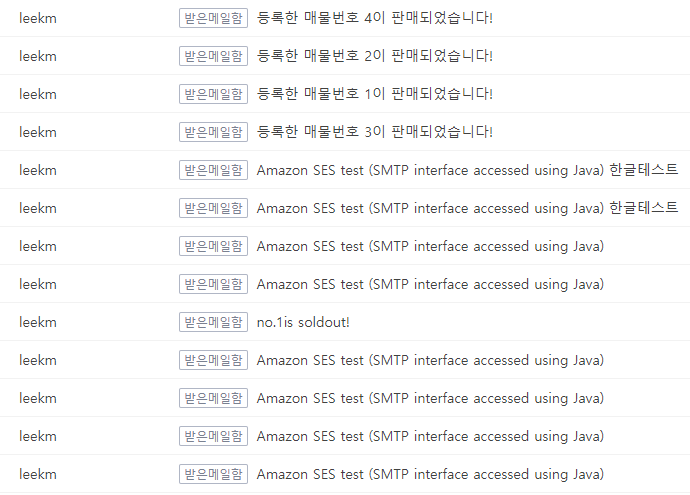 leekm 받은메일함 등록한 매물번호 4이 판매되었습니다!
leekm 받은메일함 등록한 매물번호 2이 판매되었습니다!
leekm 받은메일함 등록한 매물번호 1이 판매되었습니다!
leekm 받은메일함 등록한 매물번호 3이 판매되었습니다!
leekm 받은메일함 Amazon SES test (SMTP interface accessed using Java) 한글테스트
leekm 받은메일함 Amazon SES test (SMTP interface accessed using Java) 한글테스트
leekm 받은메일함 Amazon SES test (SMTP interface accessed using Java)
leekm 받은메일함 Amazon SES test (SMTP interface accessed using Java)
leekm 받은메일함 no.1is soldout!
leekm 받은메일함 Amazon SES test (SMTP interface accessed using Java)
leekm 받은메일함 Amazon SES test (SMTP interface accessed using Java)
leekm 받은메일함 Amazon SES test (SMTP interface accessed using Java)
leekm 받은메일함 Amazon SES test (SMTP interface accessed using Java)